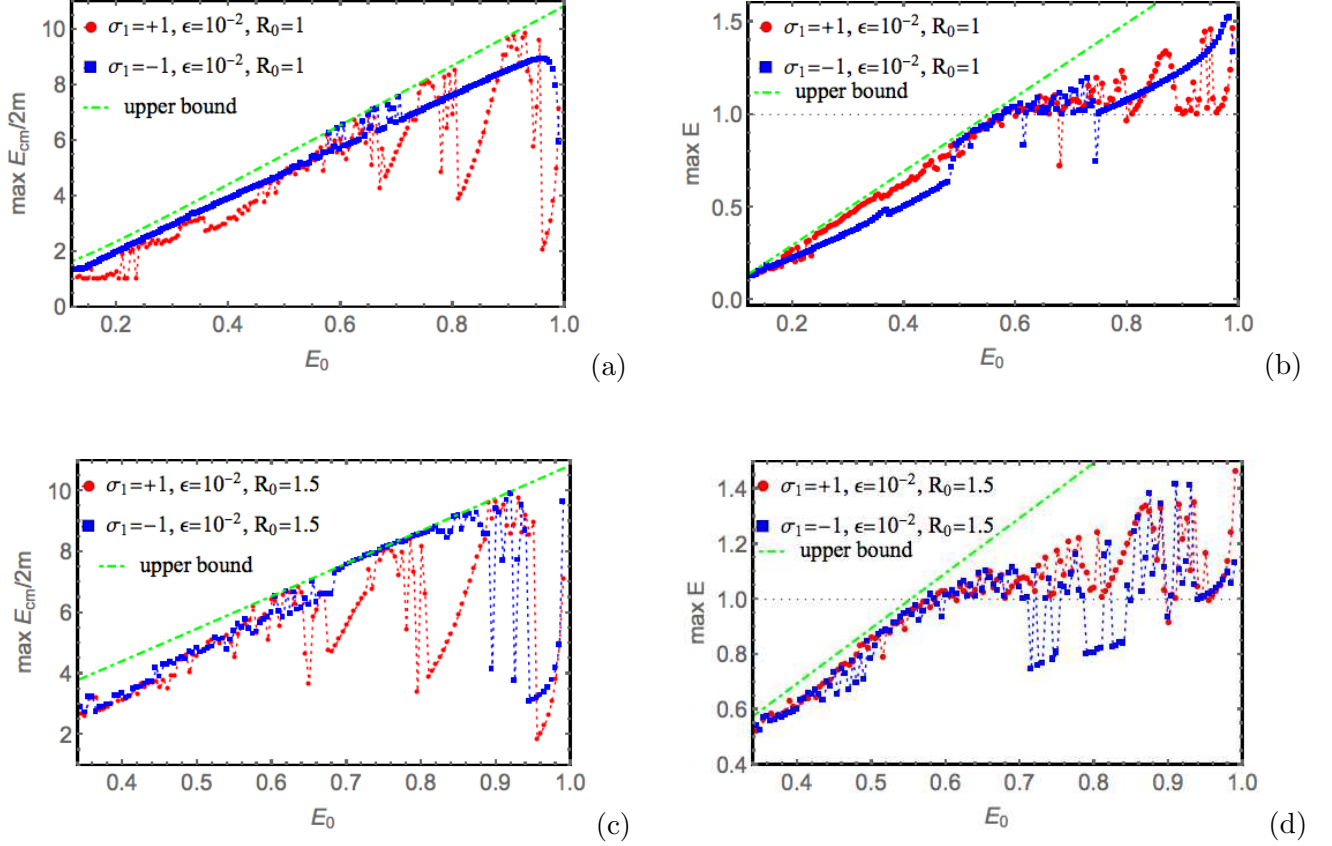 max E_cm/2m
10
8
6
4
2
0
σ₁=+1, ϵ=10⁻², R₀=1
σ₁=−1, ϵ=10⁻², R₀=1
upper bound
0.2 0.4 0.6 0.8 1.0
E₀
(a)
max E
1.5
1.0
0.5
0.0
σ₁=+1, ϵ=10⁻², R₀=1
σ₁=−1, ϵ=10⁻², R₀=1
upper bound
0.2 0.4 0.6 0.8 1.0
E₀
(b)
max E_cm/2m
10
8
6
4
2
σ₁=+1, ϵ=10⁻², R₀=1.5
σ₁=−1, ϵ=10⁻², R₀=1.5
upper bound
0.4 0.5 0.6 0.7 0.8 0.9 1.0
E₀
(c)
max E
1.4
1.2
1.0
0.8
0.6
0.4
σ₁=+1, ϵ=10⁻², R₀=1.5
σ₁=−1, ϵ=10⁻², R₀=1.5
upper bound
0.4 0.5 0.6 0.7 0.8 0.9 1.0
E₀
(d)